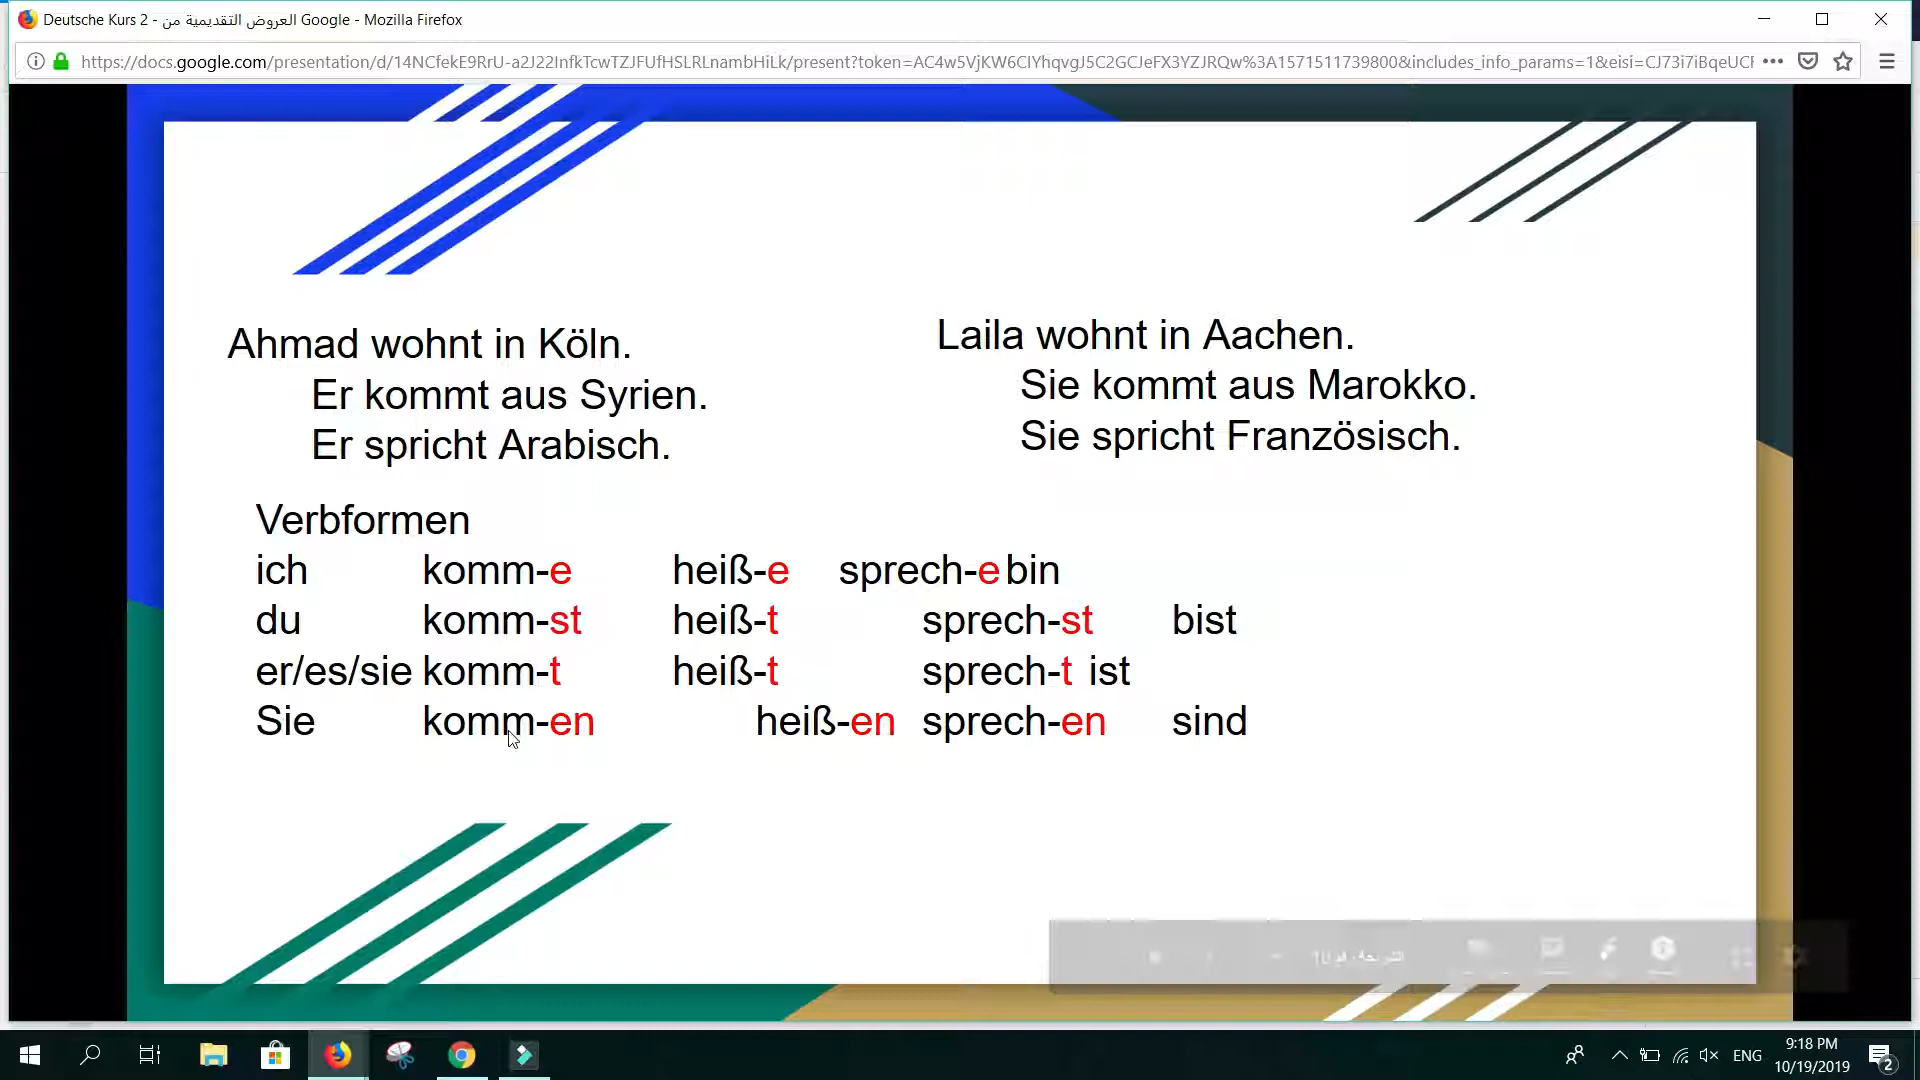 Deutsche Kurs 2 - العروض التقديمية من Google - Mozilla Firefox
https://docs.google.com/presentation/d/14NCfekE9RrU-a2J22InfkTcwTZJFUfHSLRLnambHiLk/present?token=AC4w5VjKW6CIYhqvgJ5C2GCJeFX3YZJRQw%3A1571511739800&includes_info_params=1&eisi=CJ73i7iBqeUCF
Ahmad wohnt in Köln.
Er kommt aus Syrien.
Er spricht Arabisch.
Laila wohnt in Aachen.
Sie kommt aus Marokko.
Sie spricht Französisch.
Verbformen
ich komm-e heiß-e sprech-e bin
du komm-st heiß-t sprech-st bist
er/es/sie komm-t heiß-t sprech-t ist
Sie komm-en heiß-en sprech-en sind
ENG
9:18 PM
10/19/2019
2